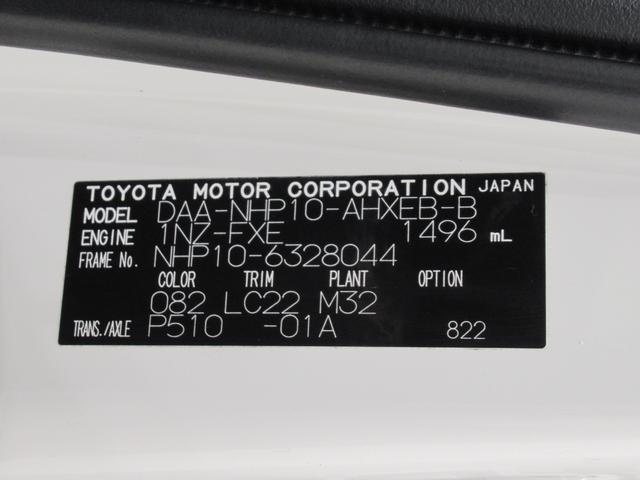 TOYOTA MOTOR CORPORATION JAPAN
MODEL DAA-NHP10-AHXEB-B
ENGINE 1NZ-FXE 1496 mL
FRAME No. NHP10-6328044
COLOR TRIM PLANT OPTION
082 LC22 M32
TRANS./AXLE P510 -01A 822